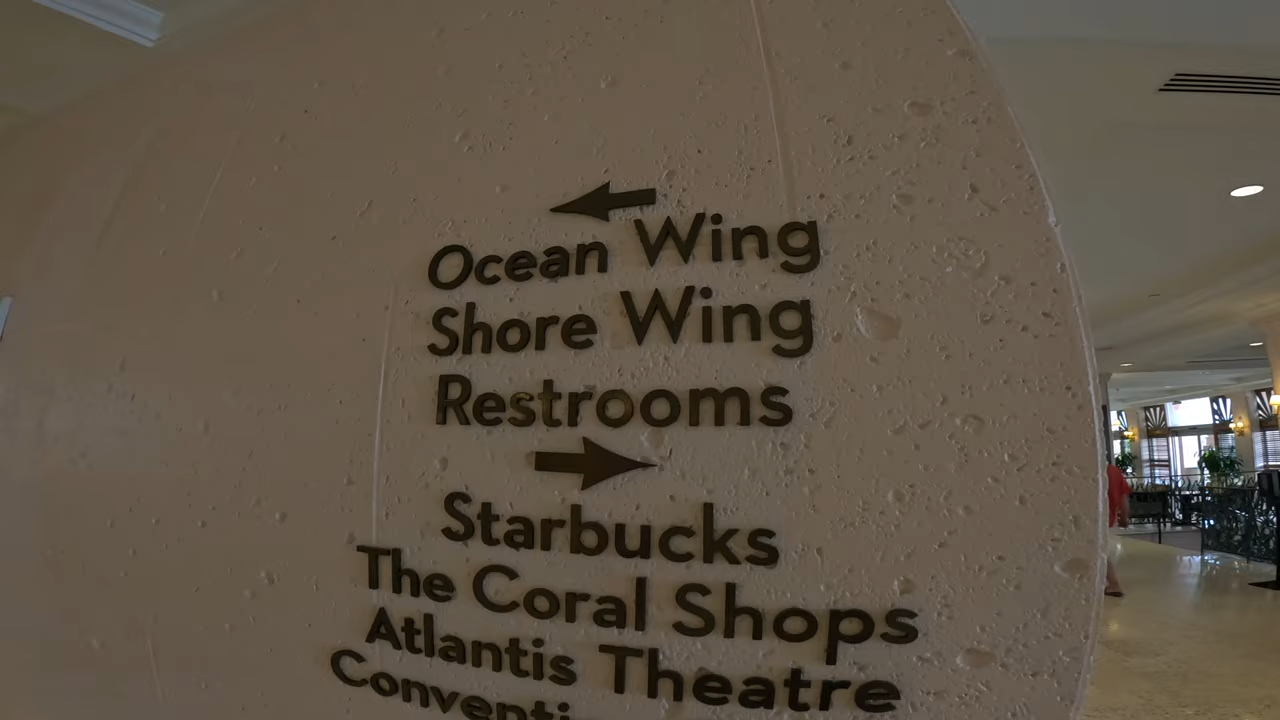 Ocean Wing
Shore Wing
Restrooms
Starbucks
The Coral Shops
Atlantis Theatre